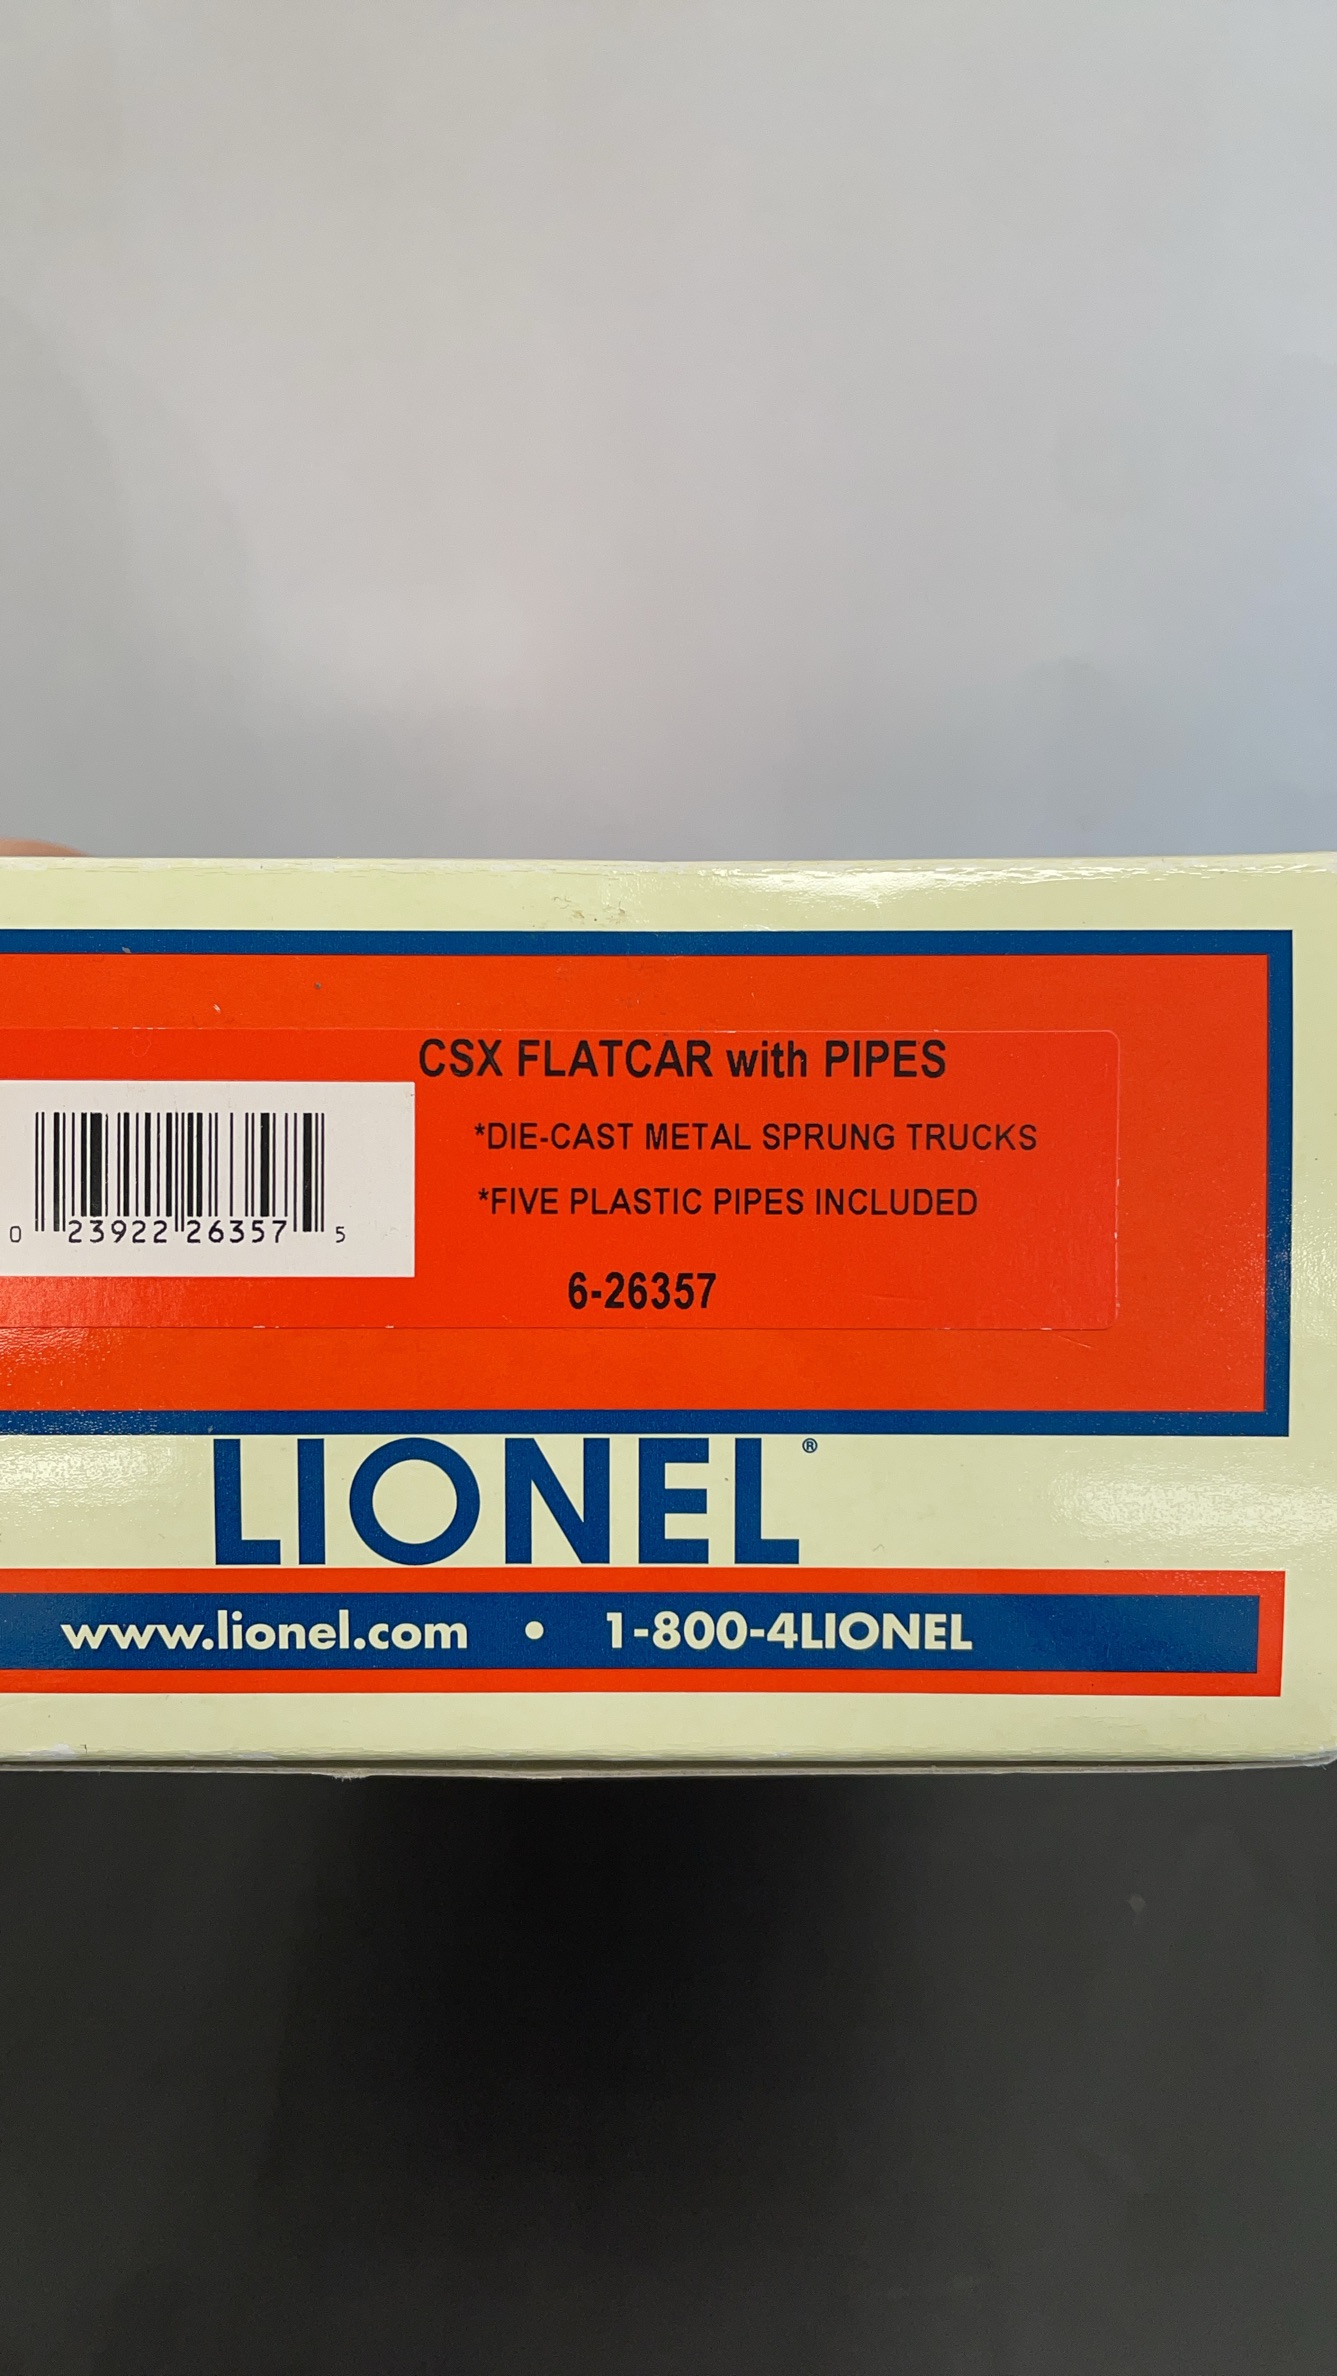 CSX FLATCAR with PIPES
*DIE-CAST METAL SPRUNG TRUCKS
*FIVE PLASTIC PIPES INCLUDED
0 23922 26357 5
6-26357
LIONEL®
www.lionel.com • 1-800-4LIONEL